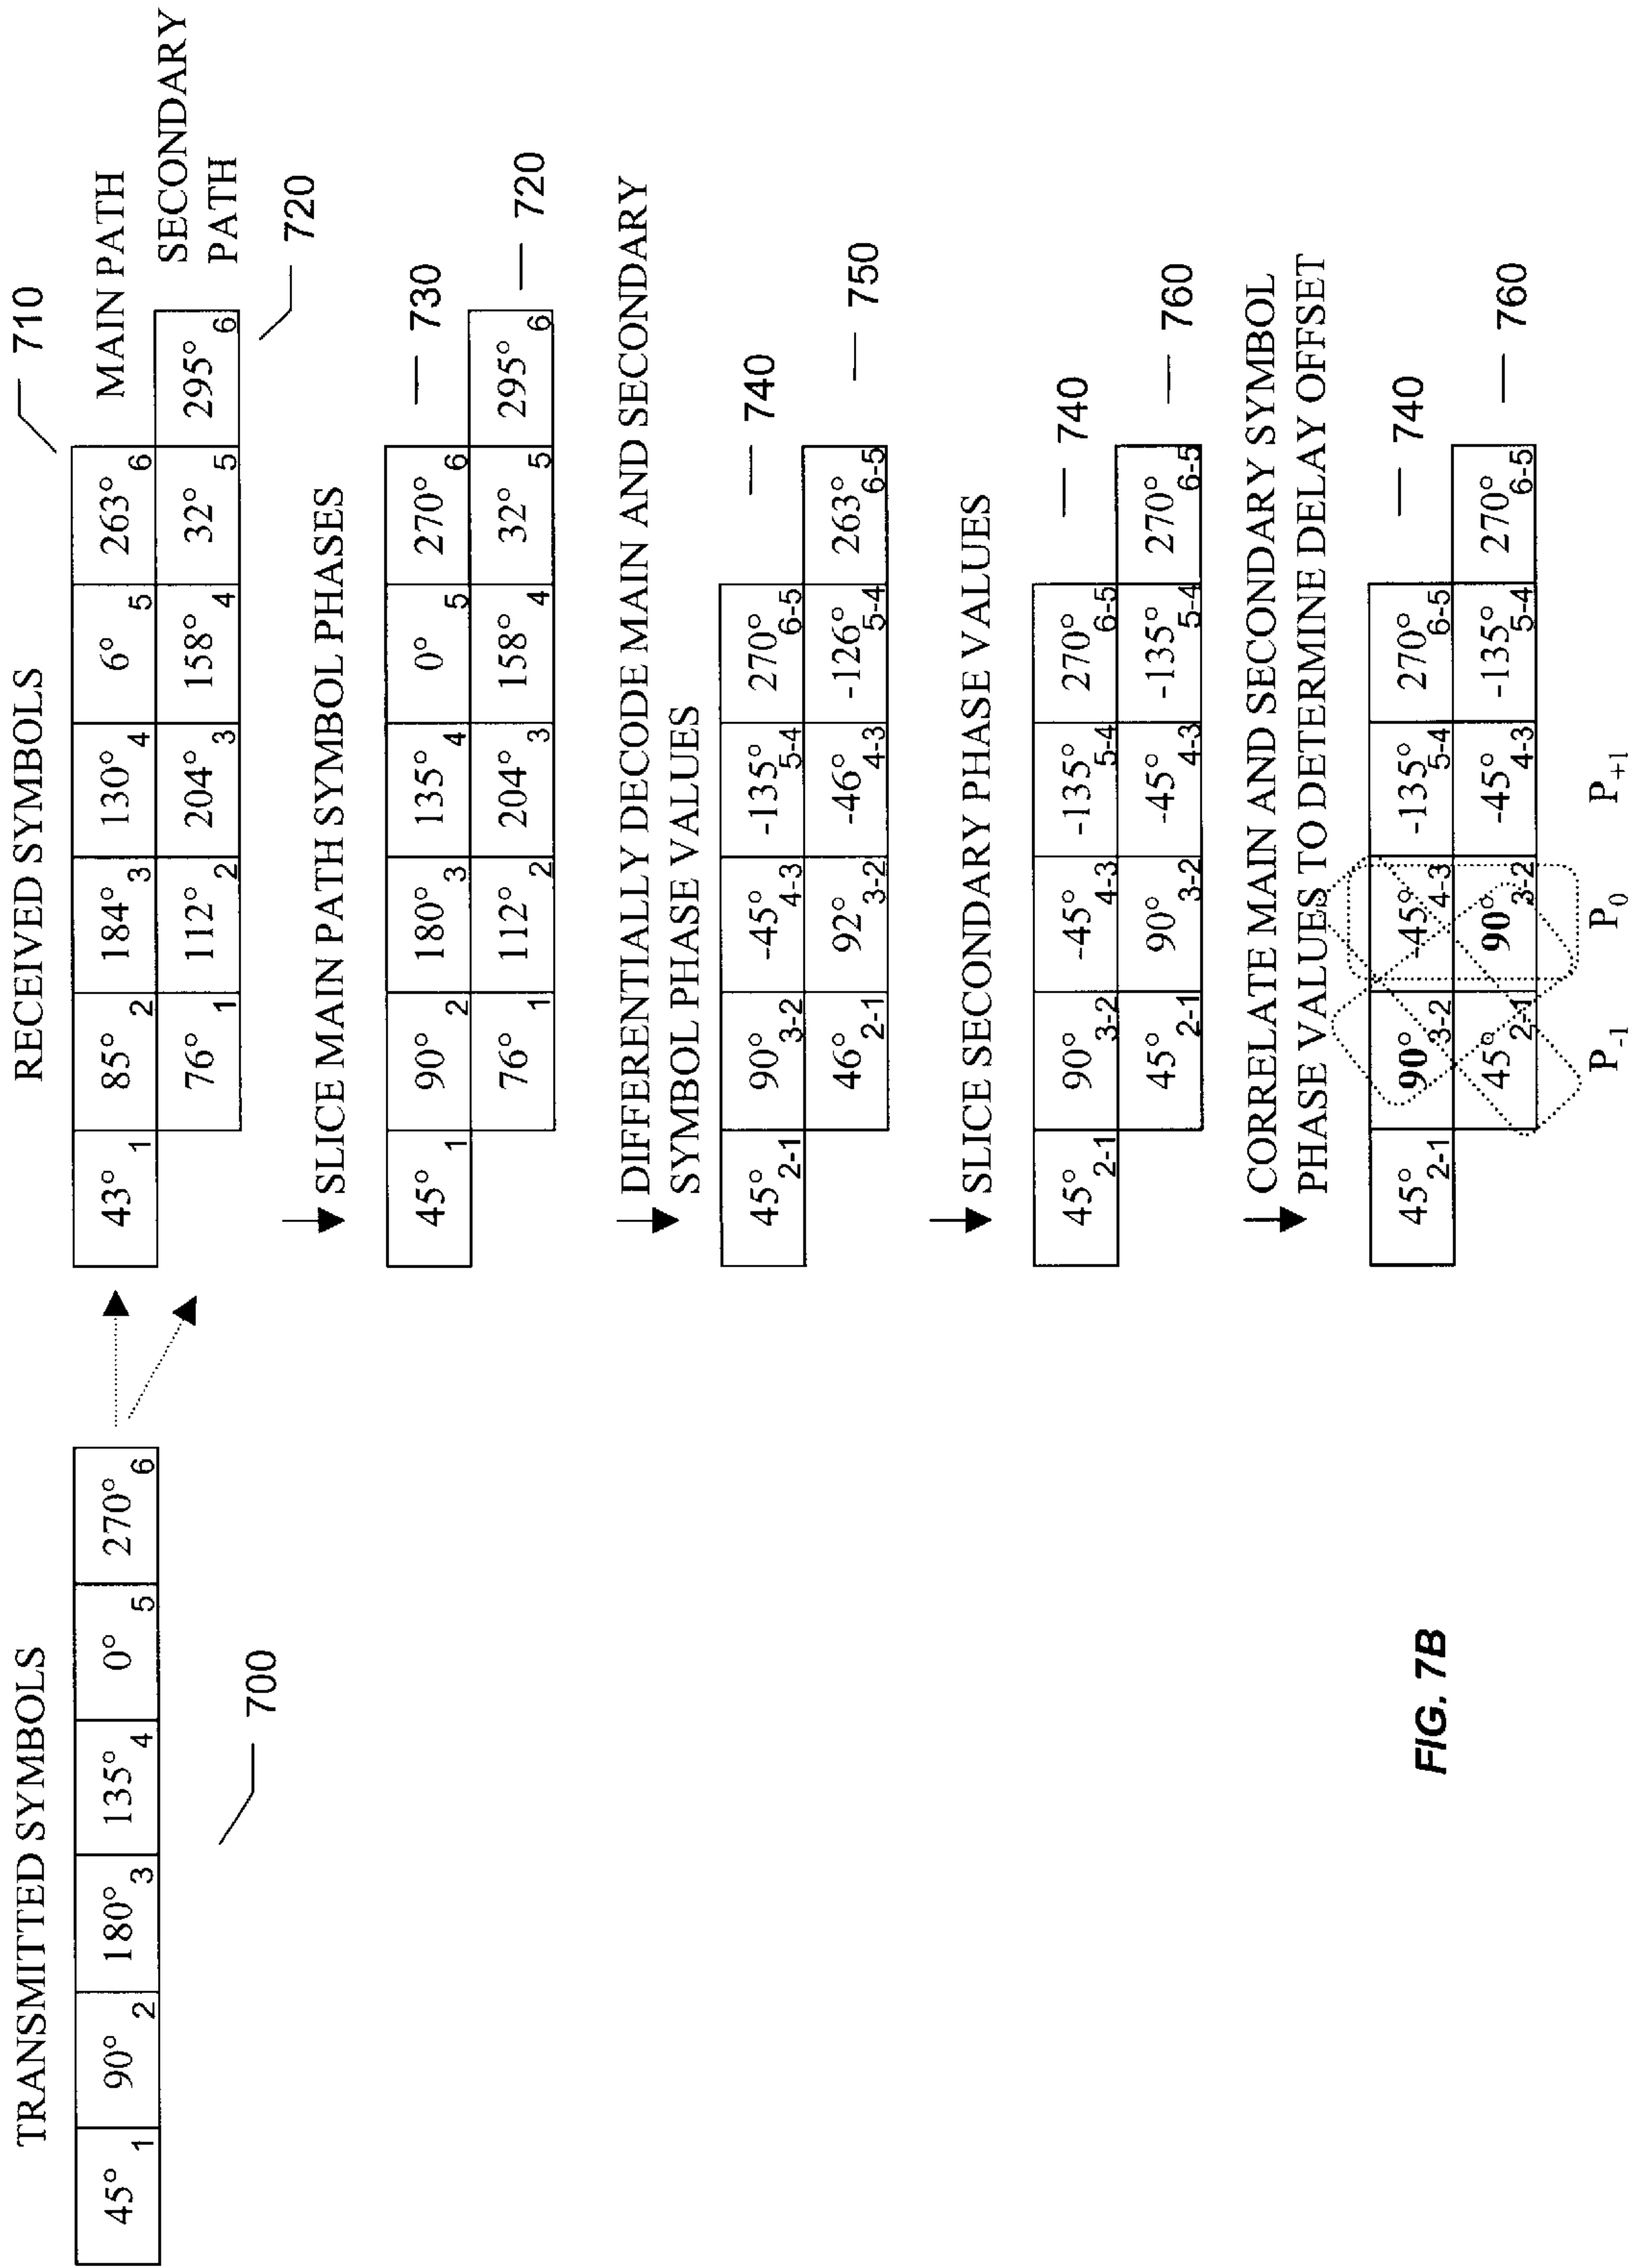 TRANSMITTED SYMBOLS
45° 1 90° 2 180° 3 135° 4 0° 5 270° 6
700
RECEIVED SYMBOLS
710
43° 1 85° 2 184° 3 130° 4 6° 5 263° 6
MAIN PATH
76° 1 112° 2 204° 3 158° 4 32° 5 295° 6
SECONDARY
PATH
720
SLICE MAIN PATH SYMBOL PHASES
45° 1 90° 2 180° 3 135° 4 0° 5 270° 6
730
76° 1 112° 2 204° 3 158° 4 32° 5 295° 6
720
DIFFERENTIALLY DECODE MAIN AND SECONDARY
SYMBOL PHASE VALUES
45° 2-1 90° 3-2 -45° 4-3 -135° 5-4 270° 6-5
740
46° 2-1 92° 3-2 -46° 4-3 -126° 5-4 263° 6-5
750
SLICE SECONDARY PHASE VALUES
45° 2-1 90° 3-2 -45° 4-3 -135° 5-4 270° 6-5
740
45° 2-1 90° 3-2 -45° 4-3 -135° 5-4 270° 6-5
760
CORRELATE MAIN AND SECONDARY SYMBOL
PHASE VALUES TO DETERMINE DELAY OFFSET
45° 2-1 90° 3-2 -45° 4-3 -135° 5-4 270° 6-5
740
45° 2-1 90° 3-2 -45° 4-3 -135° 5-4 270° 6-5
760
P-1 P0 P+1
FIG. 7B